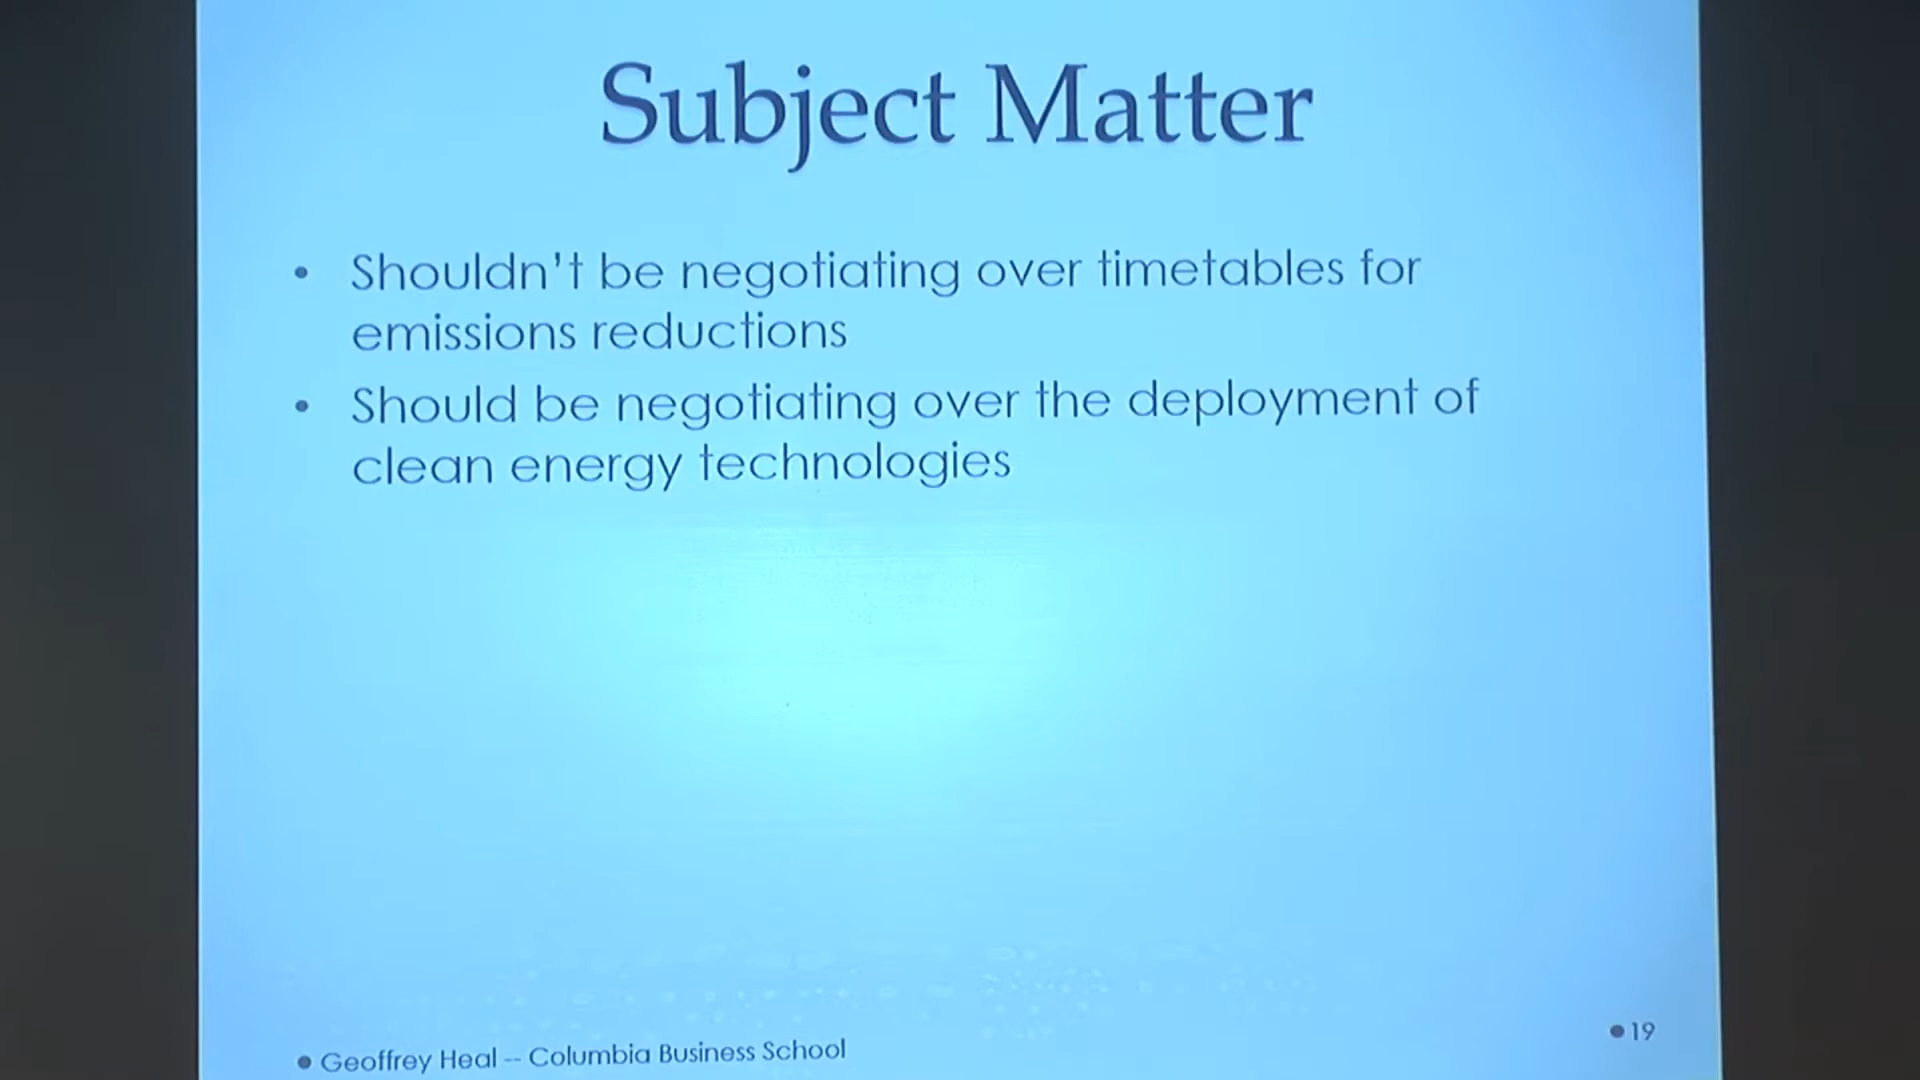 Subject Matter
• Shouldn't be negotiating over timetables for
emissions reductions
• Should be negotiating over the deployment of
clean energy technologies
• Geoffrey Heal -- Columbia Business School
• 19